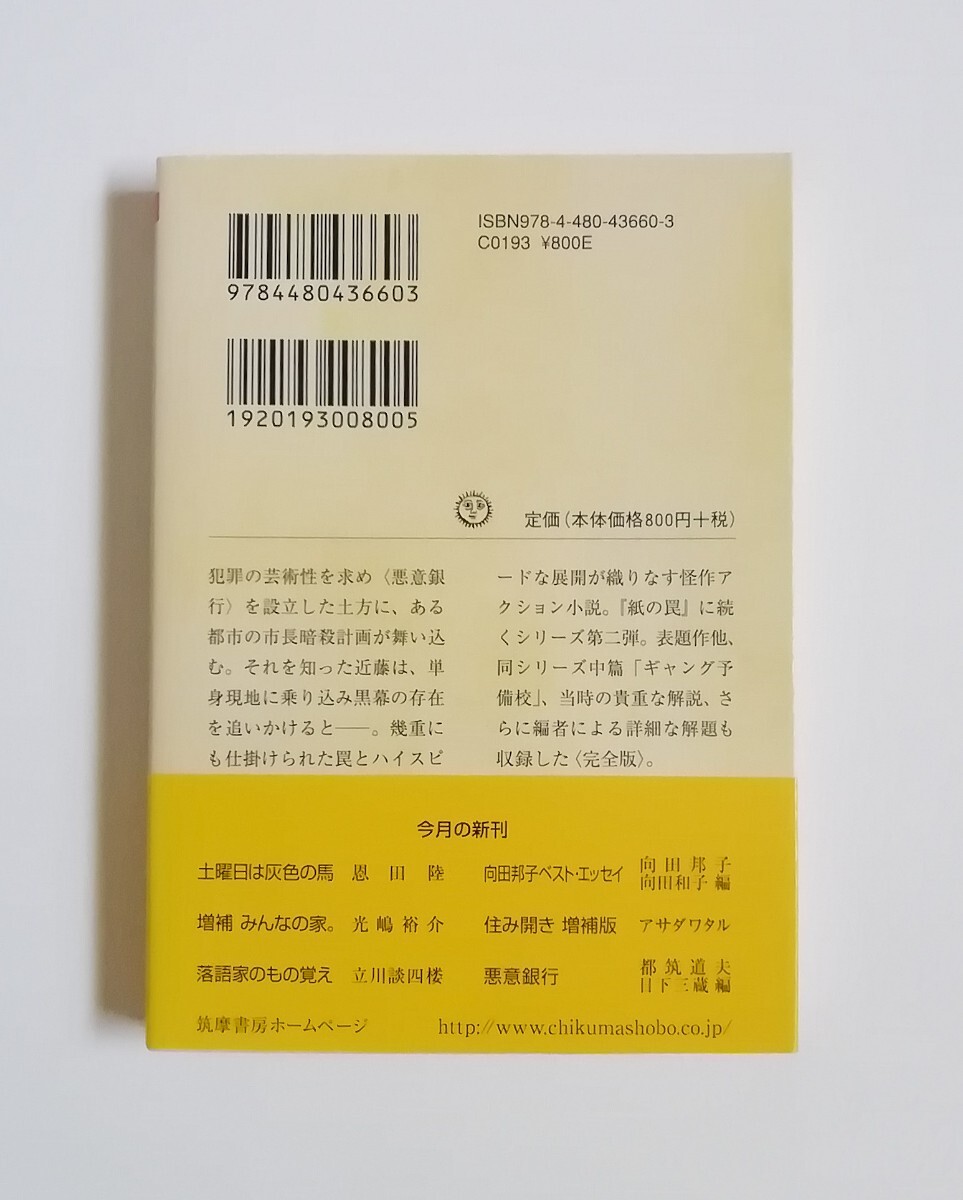 ISBN978-4-480-43660-3
C0193 ¥800E
9784480436603
1920193008005
定価(本体価格800円+税)
犯罪の芸術性を求め〈悪意銀
行〉を設立した土方に、ある
都市の市長暗殺計画が舞い込
む。それを知った近藤は、単
身現地に乗り込み黒幕の存在
を追いかけると──。幾重に
も仕掛けられた罠とハイスピ
ードな展開が織りなす怪作ア
クション小説。『紙の罠』に続
くシリーズ第二弾。表題作他、
同シリーズ中篇「ギャング予
備校」、当時の貴重な解説、さ
らに編者による詳細な解題も
収録した〈完全版〉。
今月の新刊
土曜日は灰色の馬 恩田 陸
増補 みんなの家。 光嶋裕介
落語家のもの覚え 立川談四楼
向田邦子ベスト・エッセイ 向田邦子
向田和子 編
住み開き 増補版 アサダワタル
悪意銀行 都筑道夫
日下三蔵 編
筑摩書房ホームページ http://www.chikumashobo.co.jp/